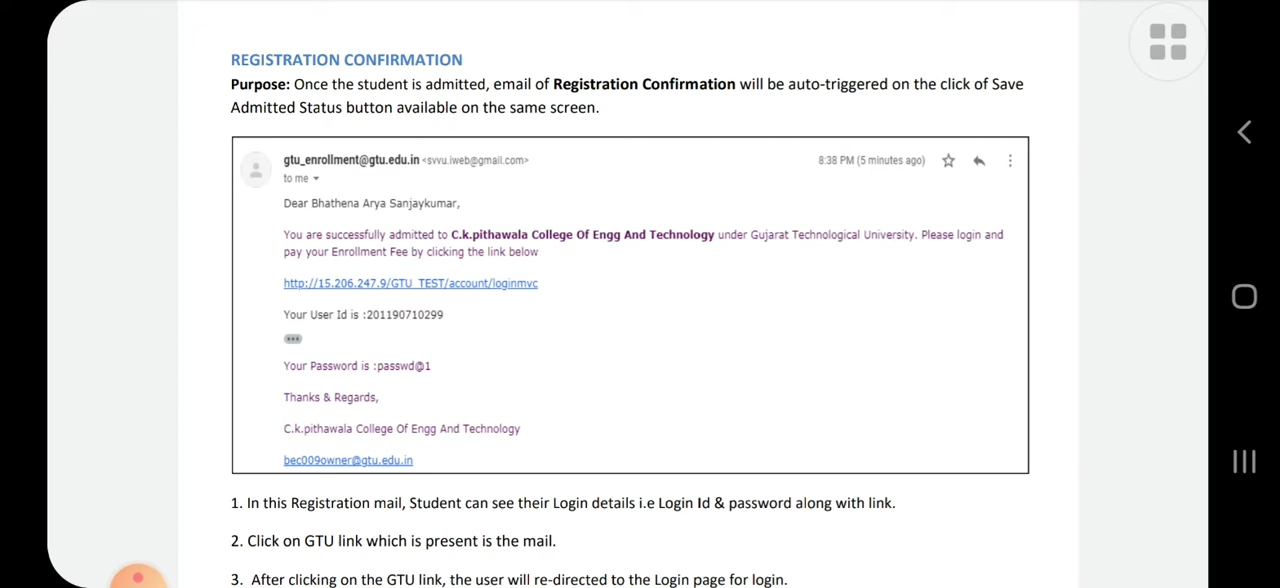 REGISTRATION CONFIRMATION
Purpose: Once the student is admitted, email of Registration Confirmation will be auto-triggered on the click of Save
Admitted Status button available on the same screen.
gtu_enrollment@gtu.edu.in <svvu.iweb@gmail.com>
8:38 PM (5 minutes ago)
to me
Dear Bhathena Arya Sanjaykumar,
You are successfully admitted to C.k.pithawala College Of Engg And Technology under Gujarat Technological University. Please login and
pay your Enrollment Fee by clicking the link below
http://15.206.247.9/GTU_TEST/account/loginmvc
Your User Id is :201190710299
Your Password is :passwd@1
Thanks & Regards,
C.k.pithawala College Of Engg And Technology
bec009owner@gtu.edu.in
1. In this Registration mail, Student can see their Login details i.e Login Id & password along with link.
2. Click on GTU link which is present is the mail.
3. After clicking on the GTU link, the user will re-directed to the Login page for login.